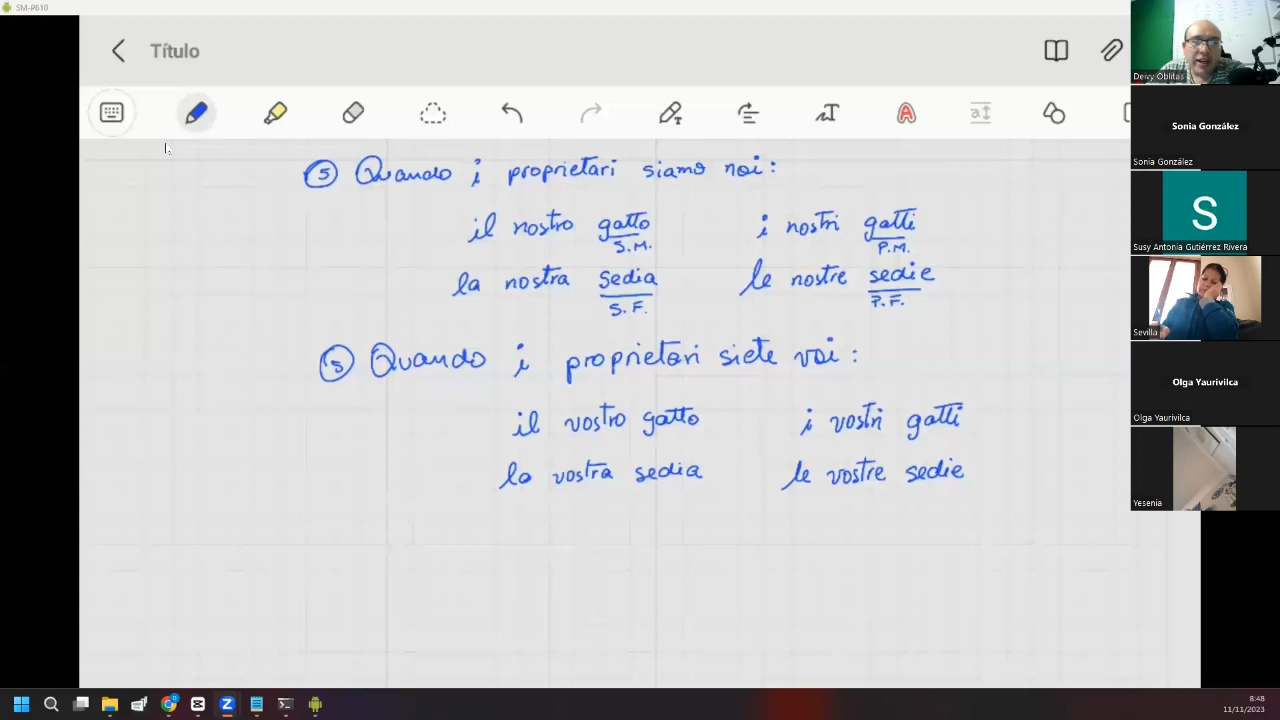 SM-P610
Título
⑤ Quando i proprietari siamo noi:
il nostro gatto i nostri gatti
S.M. P.M.
la nostra sedia le nostre sedie
S.F. P.F.
⑤ Quando i proprietari siete voi:
il vostro gatto i vostri gatti
la vostra sedia le vostre sedie
Deivy Oblitas
Sonia González
Sonia González
S
Susy Antonia Gutiérrez Rivera
Sevilla
Olga Yaurivilca
Olga Yaurivilca
Yesenia
8:48
11/11/2023